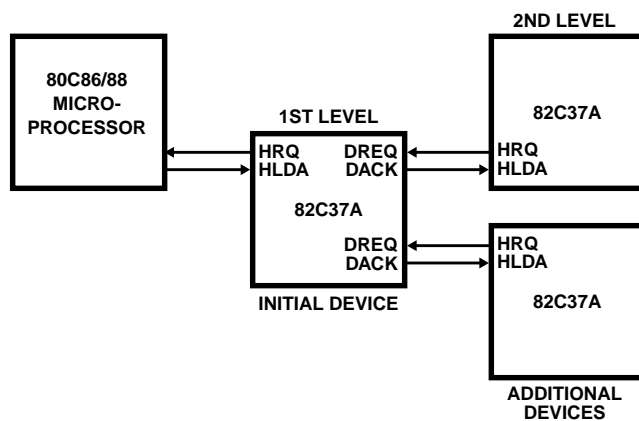 2ND LEVEL
80C86/88
MICRO-
PROCESSOR
1ST LEVEL
82C37A
HRQ
HLDA
DREQ
DACK
HRQ
HLDA
82C37A
DREQ
DACK
HRQ
HLDA
INITIAL DEVICE
82C37A
ADDITIONAL
DEVICES